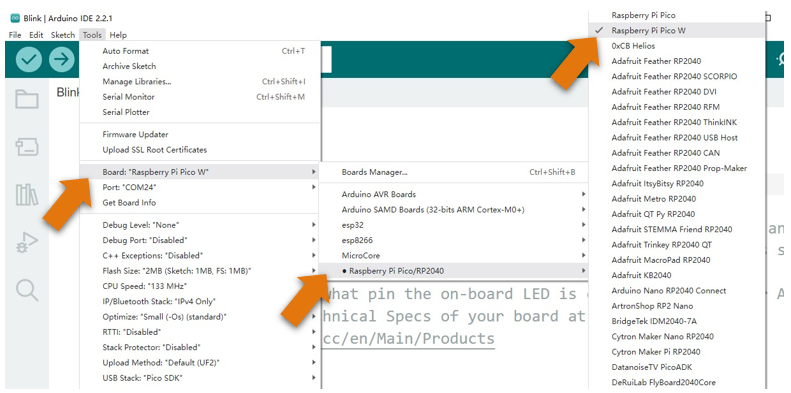 Blink | Arduino IDE 2.2.1
File Edit Sketch Tools Help
Blin
Auto Format Ctrl+T
Archive Sketch
Manage Libraries... Ctrl+Shift+I
Serial Monitor Ctrl+Shift+M
Serial Plotter
Firmware Updater
Upload SSL Root Certificates
Board: "Raspberry Pi Pico W"
Port: "COM24"
Get Board Info
Debug Level: "None"
Debug Port: "Disabled"
C++ Exceptions: "Disabled"
Flash Size: "2MB (Sketch: 1MB, FS: 1MB)"
CPU Speed: "133 MHz"
IP/Bluetooth Stack: "IPv4 Only"
Optimize: "Small (-Os) (standard)"
RTTI: "Disabled"
Stack Protector: "Disabled"
Upload Method: "Default (UF2)"
USB Stack: "Pico SDK"
Boards Manager... Ctrl+Shift+B
Arduino AVR Boards
Arduino SAMD Boards (32-bits ARM Cortex-M0+)
esp32
esp8266
MicroCore
Raspberry Pi Pico/RP2040
what pin the on-board LED is
hnical Specs of your board at
cc/en/Main/Products
Raspberry Pi Pico
Raspberry Pi Pico W
0xCB Helios
Adafruit Feather RP2040
Adafruit Feather RP2040 SCORPIO
Adafruit Feather RP2040 DVI
Adafruit Feather RP2040 RFM
Adafruit Feather RP2040 ThinkINK
Adafruit Feather RP2040 USB Host
Adafruit Feather RP2040 CAN
Adafruit Feather RP2040 Prop-Maker
Adafruit ItsyBitsy RP2040
Adafruit Metro RP2040
Adafruit QT Py RP2040
Adafruit STEMMA Friend RP2040
Adafruit Trinkey RP2040 QT
Adafruit MacroPad RP2040
Adafruit KB2040
Arduino Nano RP2040 Connect
ArtronShop RP2 Nano
BridgeTek IDM2040-7A
Cytron Maker Nano RP2040
Cytron Maker Pi RP2040
DatanoiseTV PicoADK
DeRuiLab FlyBoard2040Core
an
s
A